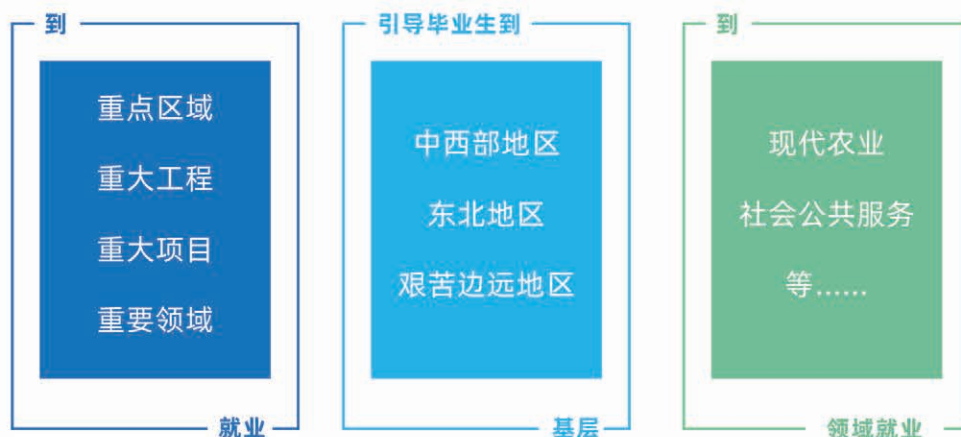 到
重点区域
重大工程
重大项目
重要领域
就业
引导毕业生到
中西部地区
东北地区
艰苦边远地区
基层
到
现代农业
社会公共服务
等......
领域就业